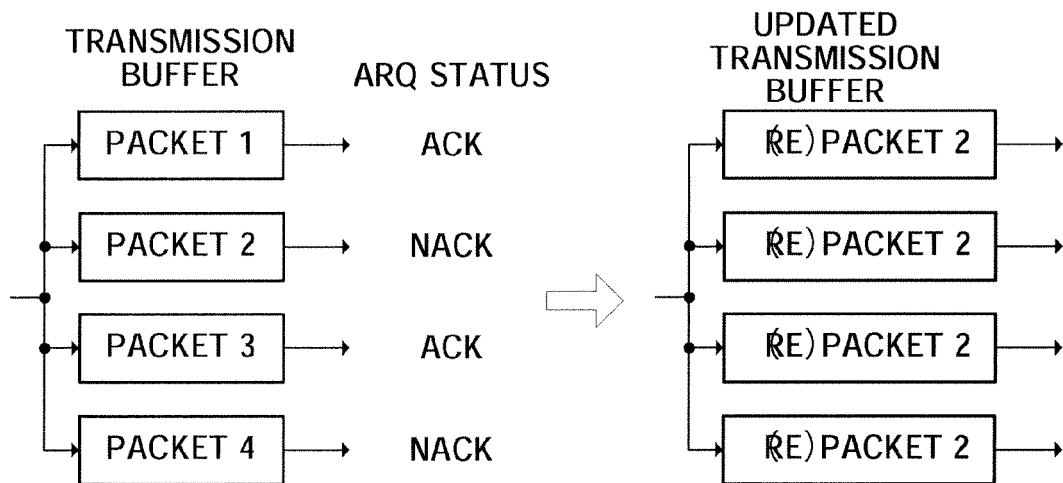 TRANSMISSION
BUFFER
ARQ STATUS
PACKET 1
ACK
PACKET 2
NACK
PACKET 3
ACK
PACKET 4
NACK
UPDATED
TRANSMISSION
BUFFER
(RE) PACKET 2
(RE) PACKET 2
(RE) PACKET 2
(RE) PACKET 2